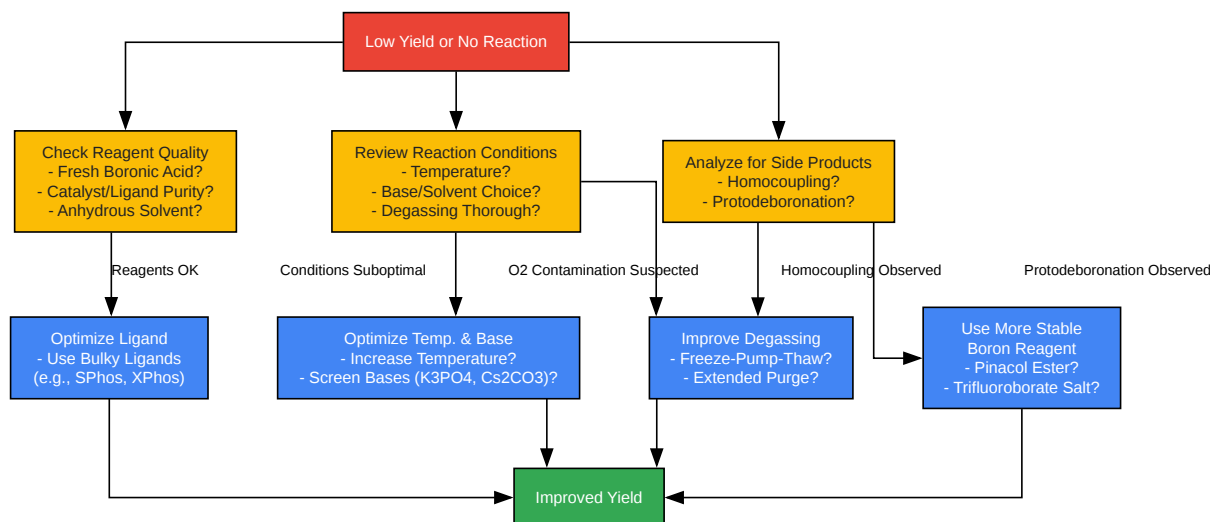 Low Yield or No Reaction
Check Reagent Quality
- Fresh Boronic Acid?
- Catalyst/Ligand Purity?
- Anhydrous Solvent?
Review Reaction Conditions
- Temperature?
- Base/Solvent Choice?
- Degassing Thorough?
Analyze for Side Products
- Homocoupling?
- Protodeboronation?
Reagents OK
Conditions Suboptimal
O2 Contamination Suspected
Homocoupling Observed
Protodeboronation Observed
Optimize Ligand
- Use Bulky Ligands
(e.g., SPhos, XPhos)
Optimize Temp. & Base
- Increase Temperature?
- Screen Bases (K3PO4, Cs2CO3)?
Improve Degassing
- Freeze-Pump-Thaw?
- Extended Purge?
Use More Stable
Boron Reagent
- Pinacol Ester?
- Trifluoroborate Salt?
Improved Yield